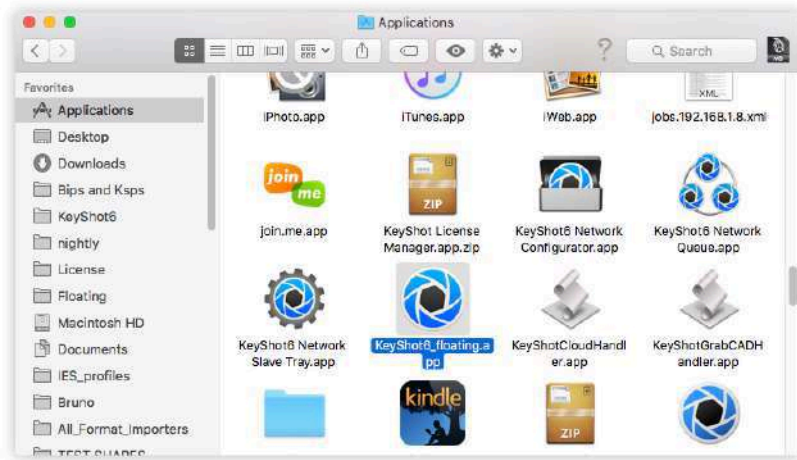 Applications
Search
Favorites
Applications
Desktop
Downloads
Bips and Ksps
KeyShot6
nightly
License
Floating
Macintosh HD
Documents
IES_profiles
Bruno
All_Format_Importers
TEST SHAPES
XML
iPhoto.app
iTunes.app
iWeb.app
jobs.192.168.1.8.xml
join
me
ZIP
join.me.app
KeyShot License
Manager.app.zip
KeyShot6 Network
Configurator.app
KeyShot6 Network
Queue.app
KeyShot6 Network
Slave Tray.app
KeyShot6_floating.a
pp
KeyShotCloudHandl
er.app
KeyShotGrabCADH
andler.app
kindle
ZIP